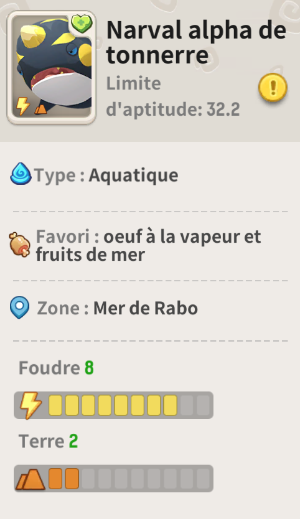 Narval alpha de
tonnerre
Limite
d'aptitude: 32.2
Type : Aquatique
Favori : oeuf à la vapeur et
fruits de mer
Zone : Mer de Rabo
Foudre 8
Terre 2